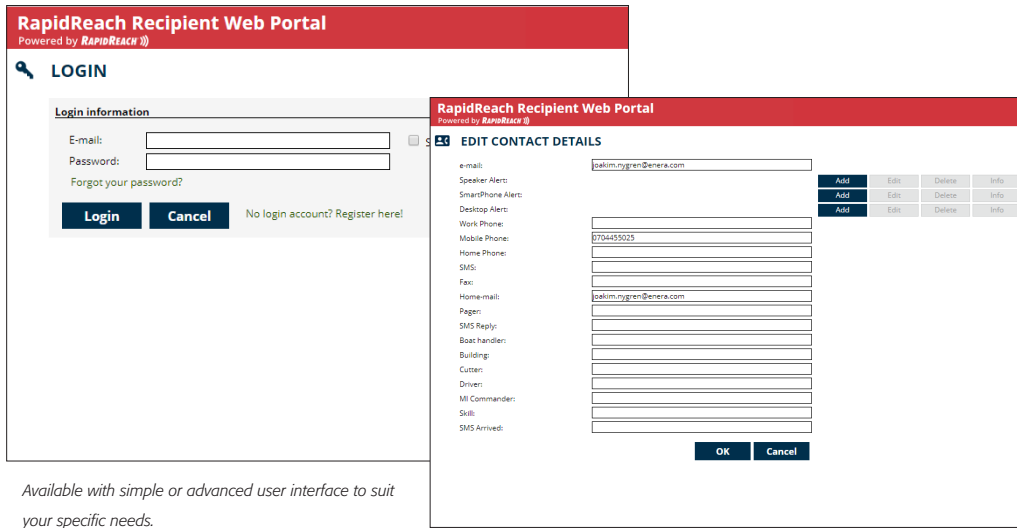 RapidReach Recipient Web Portal
Powered by RAPIDREACH
LOGIN
Login information
E-mail:
Password:
Forgot your password?
Login Cancel No login account? Register here!
RapidReach Recipient Web Portal
Powered by RAPIDREACH
EDIT CONTACT DETAILS
e-mail: joakim.nygren@enera.com
Speaker Alert: Add Edit Delete Info
SmartPhone Alert: Add Edit Delete Info
Desktop Alert: Add Edit Delete Info
Work Phone:
Mobile Phone: 0704455025
Home Phone:
SMS:
Fax:
Home-mail: joakim.nygren@enera.com
Pager:
SMS Reply:
Boat handler:
Building:
Cutter:
Driver:
MI Commander:
Skill:
SMS Arrived:
OK Cancel
Available with simple or advanced user interface to suit
your specific needs.